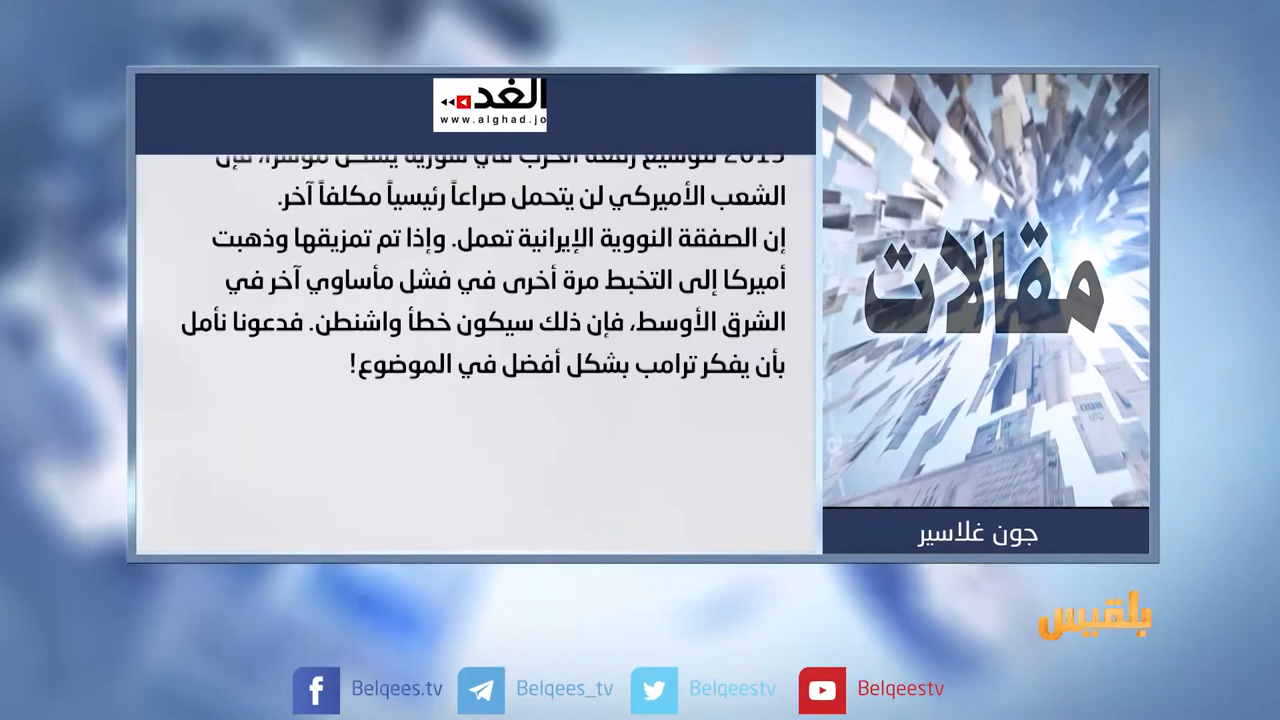 الغد
www.alghad.jo
الشعب الأميركي لن يتحمل صراعاً رئيسياً مكلفاً آخر.
إن الصفقة النووية الإيرانية تعمل. وإذا تم تمزيقها وذهبت
أميركا إلى التخبط مرة أخرى في فشل مأساوي آخر في
الشرق الأوسط، فإن ذلك سيكون خطأ واشنطن. فدعونا نأمل
بأن يفكر ترامب بشكل أفضل في الموضوع!
مقالات
جون غلاسير
بلقيس
Belqees.tv
Belqees_tv
Belqeestv
Belqeestv